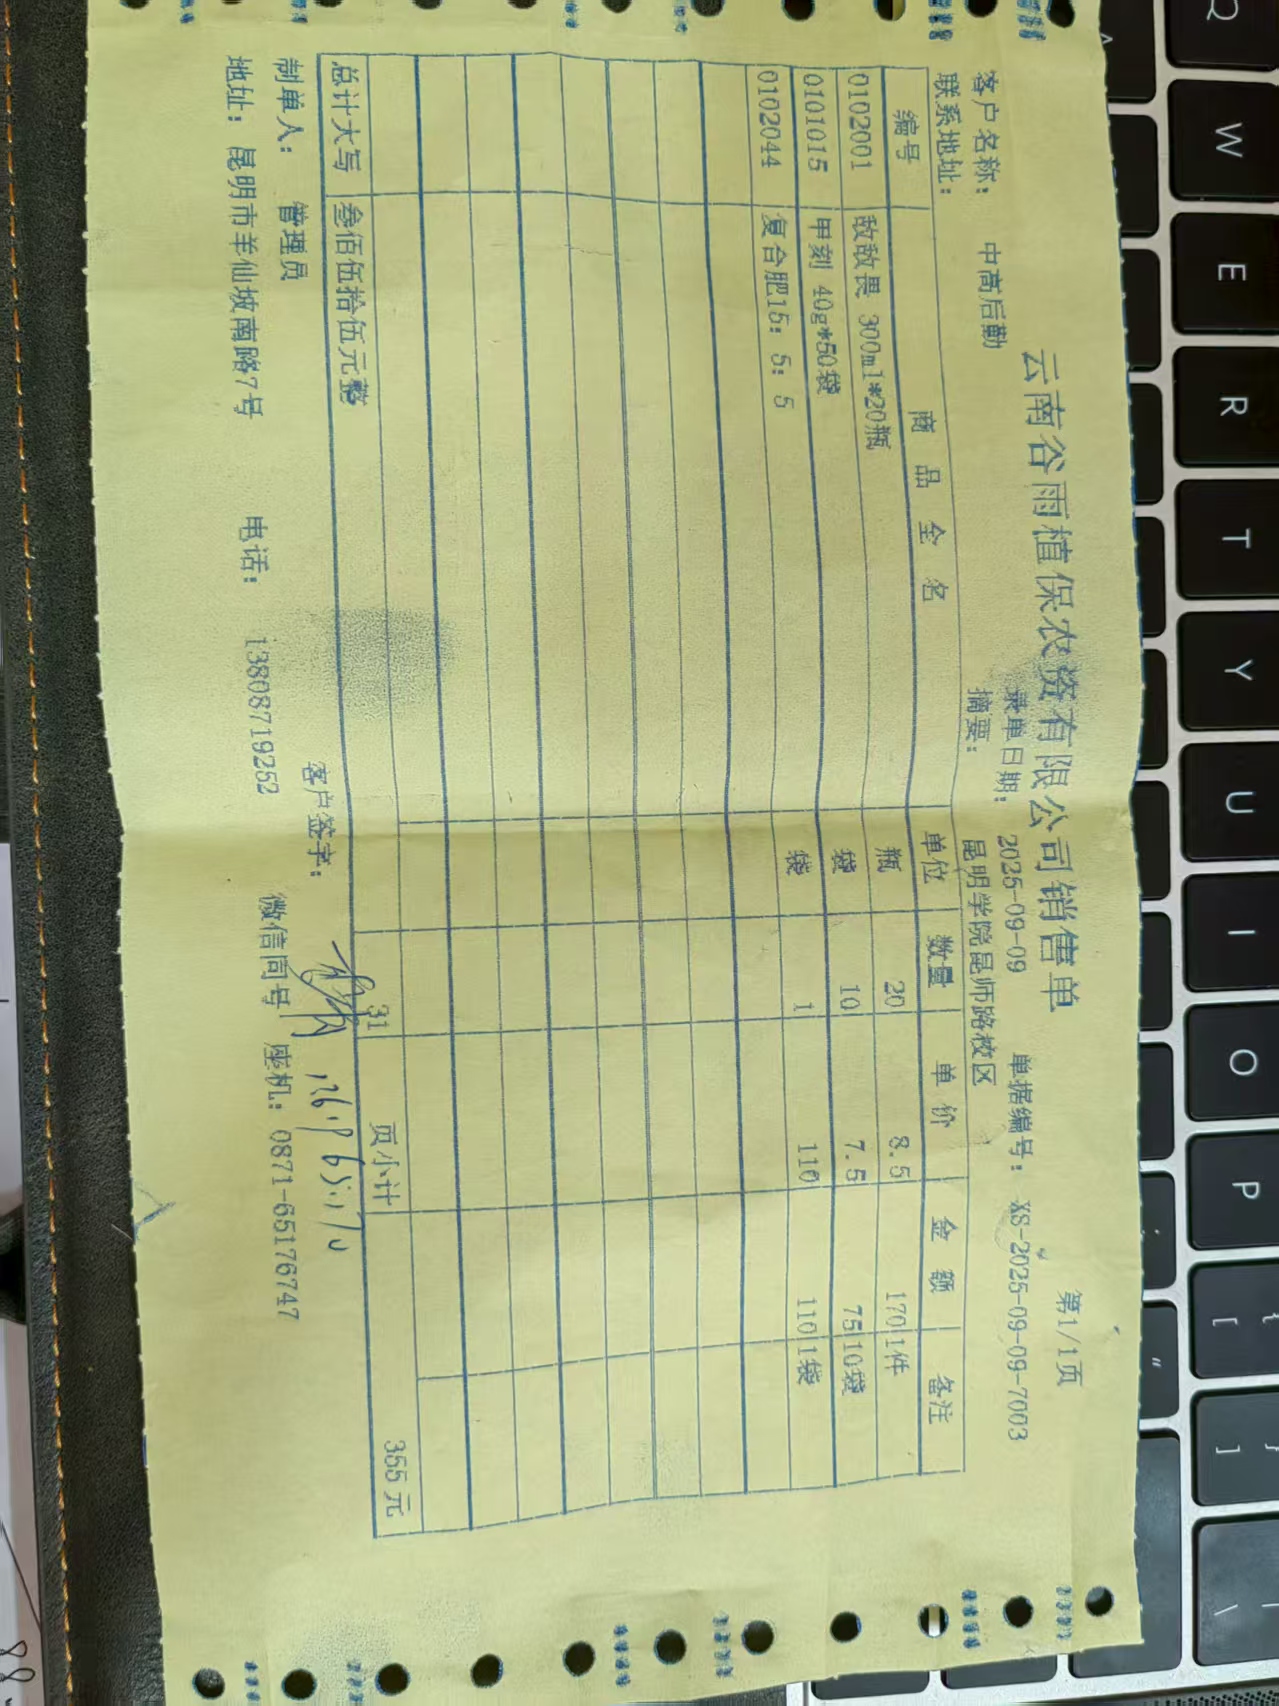 云南谷雨植保农资有限公司销售单
第1/1页
客户名称： 中高后勤 录单日期： 2025-09-09 单据编号： XS-2025-09-09-7003
联系地址： 摘要： 昆明学院昆师路校区
编号 商 品 全 名 单位 数量 单 价 金 额 备注
0102001 敌敌畏 300ml*20瓶 瓶 20 8.5 170 1件
0101015 甲刻 40g*50袋 袋 10 7.5 75 10袋
0102044 复合肥15：5：5 袋 1 110 110 1袋
总计大写 叁佰伍拾伍元整 31 页小计 355 元
制单人： 管理员 客户签字：
地址： 昆明市羊仙坡南路7号 电话： 13808719252 微信同号 座机： 0871-65176747
Q
W
E
R
T
Y
U
I
O
P
{ [
} ]
| \
A
"